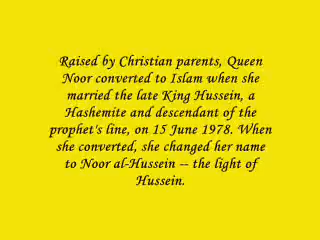 Raised by Christian parents, Queen
Noor converted to Islam when she
married the late King Hussein, a
Hashemite and descendant of the
prophet's line, on 15 June 1978. When
she converted, she changed her name
to Noor al-Hussein -- the light of
Hussein.